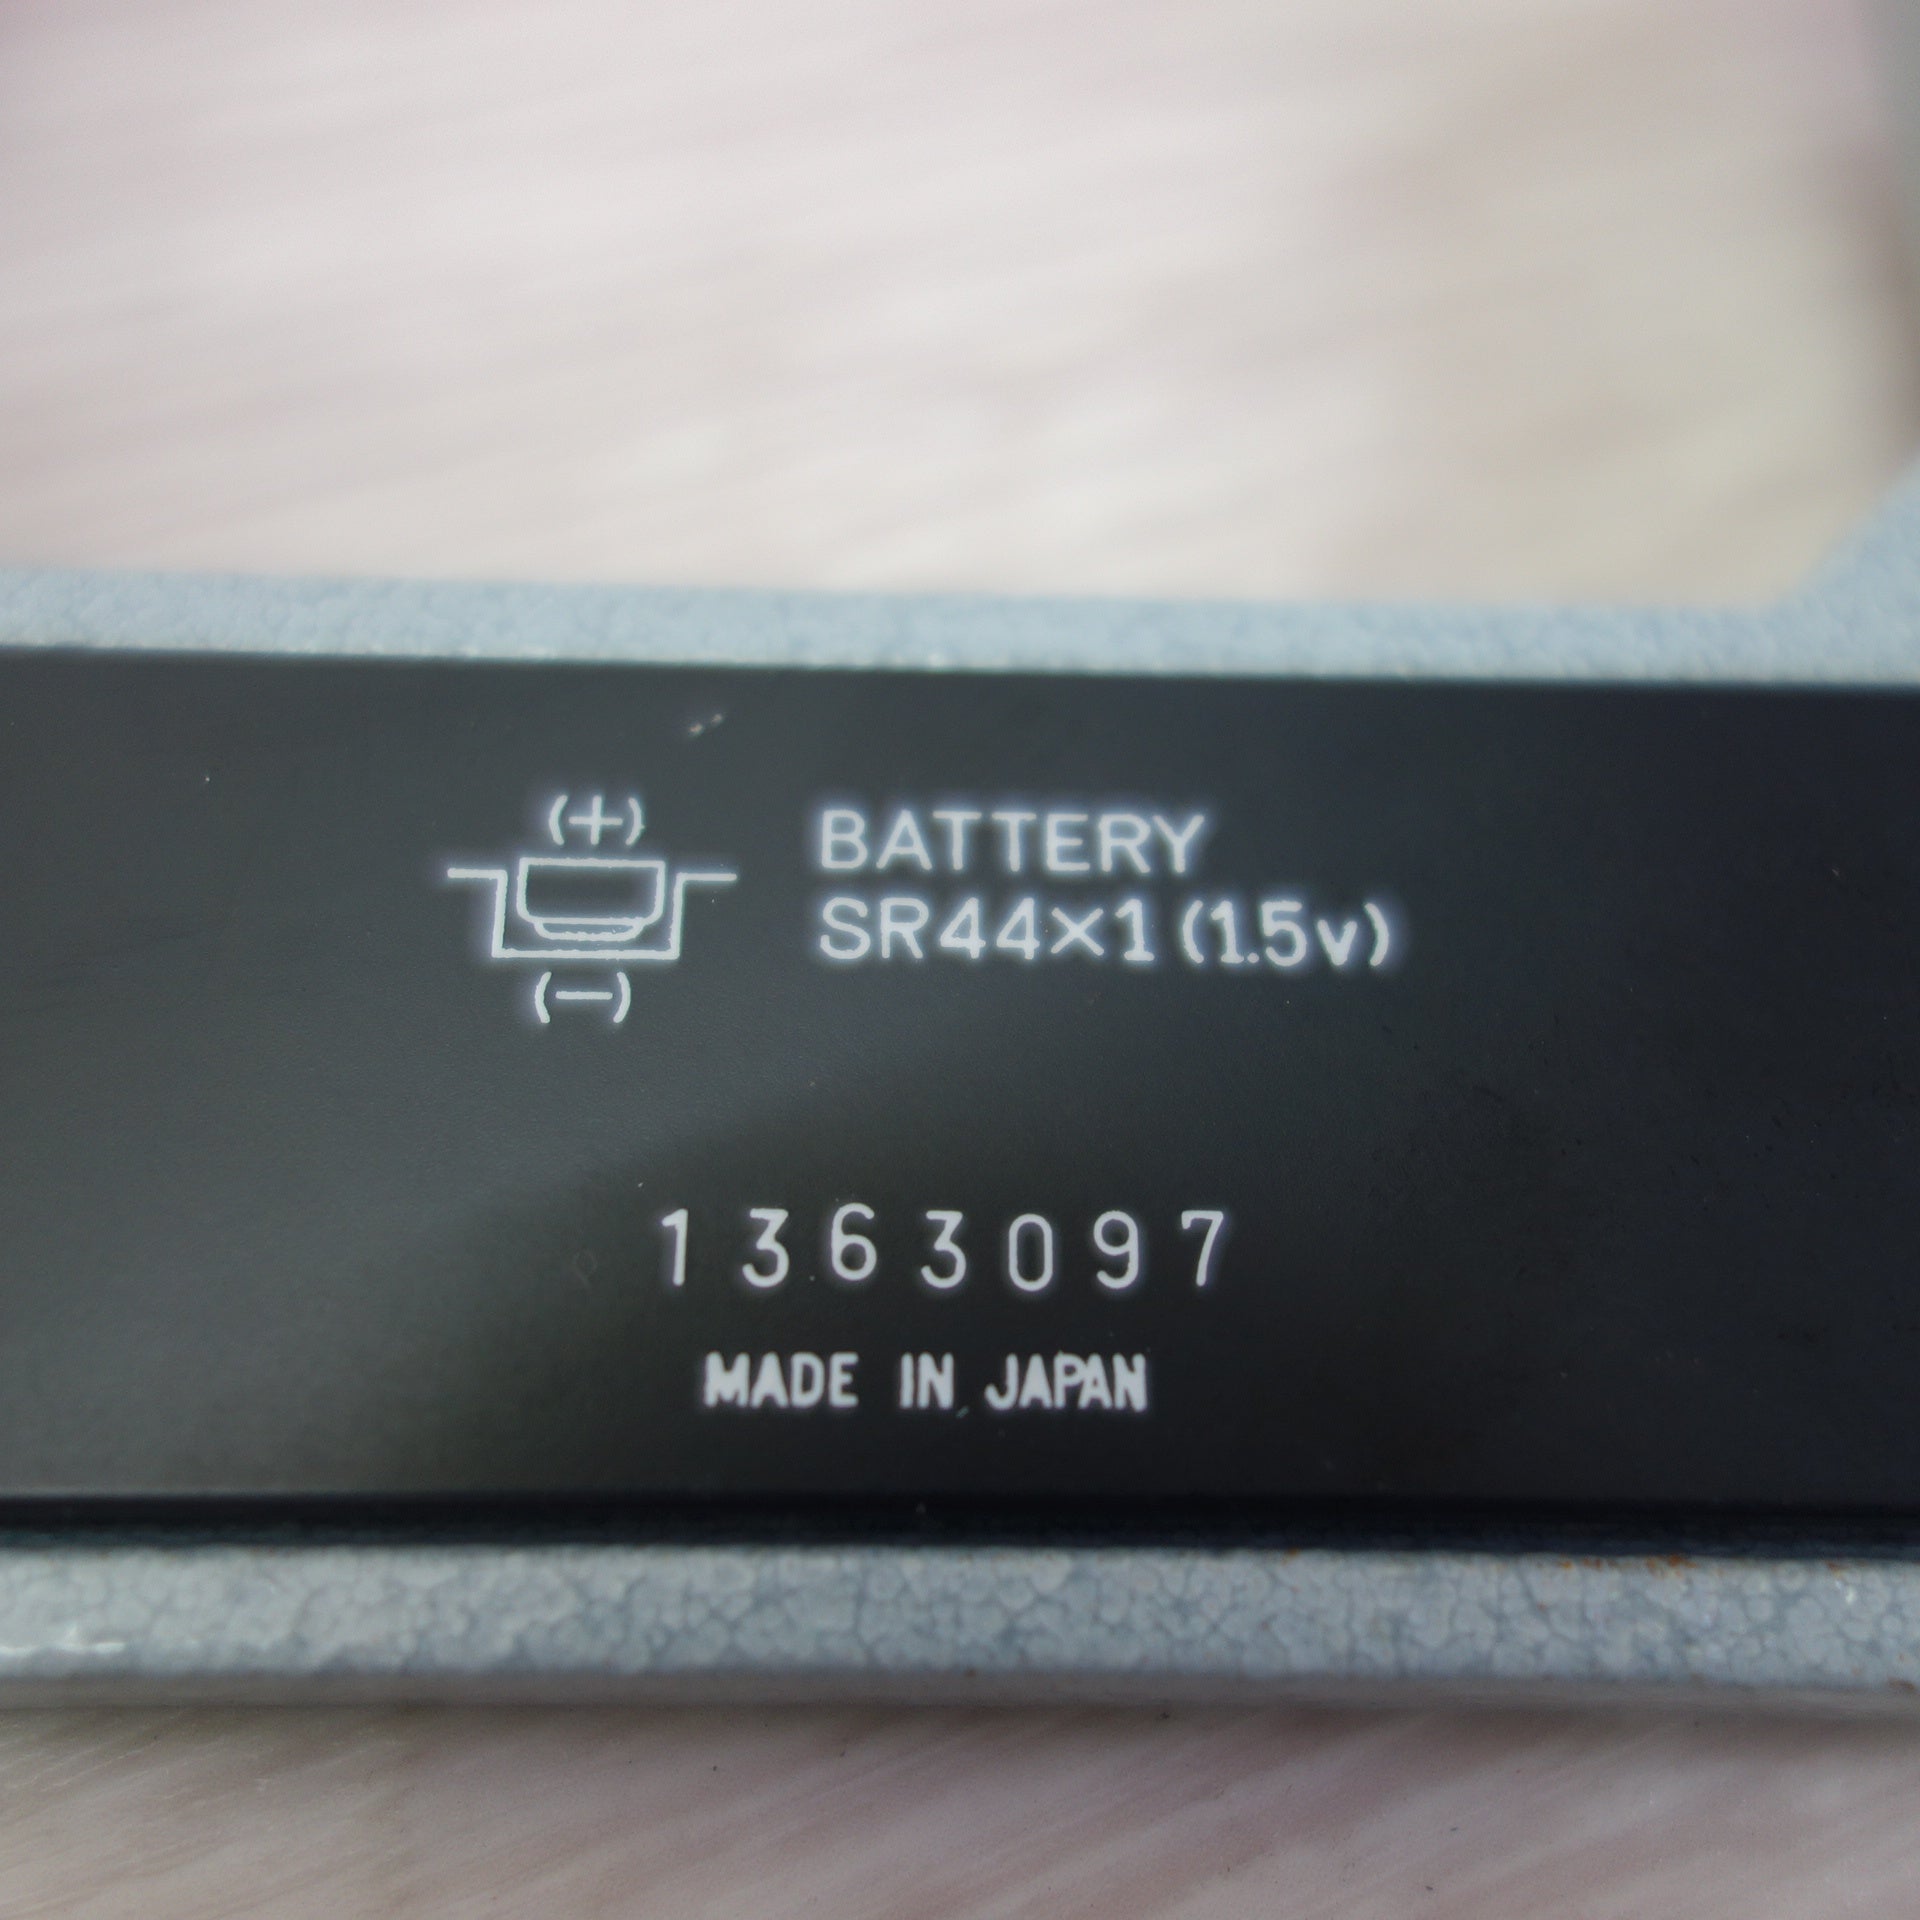 (+)
BATTERY
SR44×1 (1.5v)
(−)
1363097
MADE IN JAPAN